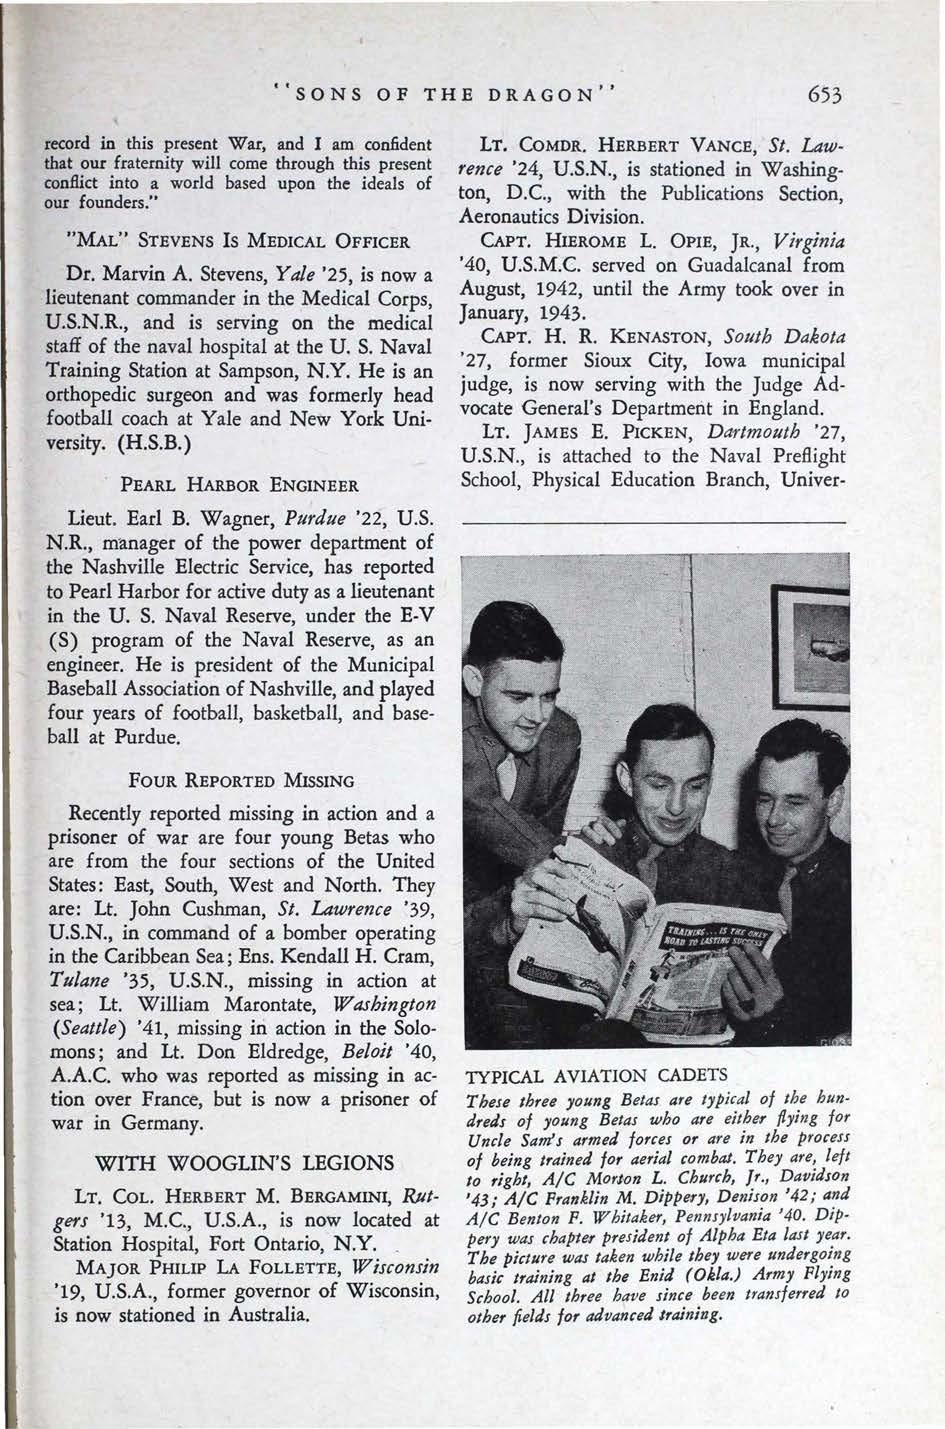 "SONS OF THE DRAGON" 653
record in this present War, and I am confident
that our fraternity will come through this present
conflict into a world based upon the ideals of
our founders."
"MAL" STEVENS IS MEDICAL OFFICER
Dr. Marvin A. Stevens, Yale '25, is now a
lieutenant commander in the Medical Corps,
U.S.N.R., and is serving on the medical
staff of the naval hospital at the U. S. Naval
Training Station at Sampson, N.Y. He is an
orthopedic surgeon and was formerly head
football coach at Yale and New York Uni-
versity. (H.S.B.)
PEARL HARBOR ENGINEER
Lieut. Earl B. Wagner, Purdue '22, U.S.
N.R., manager of the power department of
the Nashville Electric Service, has reported
to Pearl Harbor for active duty as a lieutenant
in the U. S. Naval Reserve, under the E-V
(S) program of the Naval Reserve, as an
engineer. He is president of the Municipal
Baseball Association of Nashville, and played
four years of football, basketball, and base-
ball at Purdue.
FOUR REPORTED MISSING
Recently reported missing in action and a
prisoner of war are four young Betas who
are from the four sections of the United
States: East, South, West and North. They
are: Lt. John Cushman, St. Lawrence '39,
U.S.N., in command of a bomber operating
in the Caribbean Sea; Ens. Kendall H. Cram,
Tulane '35, U.S.N., missing in action at
sea; Lt. William Marontate, Washington
(Seattle) '41, missing in action in the Solo-
mons; and Lt. Don Eldredge, Beloit '40,
A.A.C. who was reported as missing in ac-
tion over France, but is now a prisoner of
war in Germany.
WITH WOOGLIN'S LEGIONS
LT. COL. HERBERT M. BERGAMINI, Rut-
gers '13, M.C., U.S.A., is now located at
Station Hospital, Fort Ontario, N.Y.
MAJOR PHILIP LA FOLLETTE, Wisconsin
'19, U.S.A., former governor of Wisconsin,
is now stationed in Australia.
LT. COMDR. HERBERT VANCE, St. Law-
rence '24, U.S.N., is stationed in Washing-
ton, D.C., with the Publications Section,
Aeronautics Division.
CAPT. HIEROME L. OPIE, JR., Virginia
'40, U.S.M.C. served on Guadalcanal from
August, 1942, until the Army took over in
January, 1943.
CAPT. H. R. KENASTON, South Dakota
'27, former Sioux City, Iowa municipal
judge, is now serving with the Judge Ad-
vocate General's Department in England.
LT. JAMES E. PICKEN, Dartmouth '27,
U.S.N., is attached to the Naval Preflight
School, Physical Education Branch, Univer-
TRAINING... IS THE ONLY
ROAD TO LASTING SUCCESS
TYPICAL AVIATION CADETS
These three young Betas are typical of the hun-
dreds of young Betas who are either flying for
Uncle Sam's armed forces or are in the process
of being trained for aerial combat. They are, left
to right, A/C Morton L. Church, Jr., Davidson
'43; A/C Franklin M. Dippery, Denison '42; and
A/C Benton F. Whitaker, Pennsylvania '40. Dip-
pery was chapter president of Alpha Eta last year.
The picture was taken while they were undergoing
basic training at the Enid (Okla.) Army Flying
School. All three have since been transferred to
other fields for advanced training.